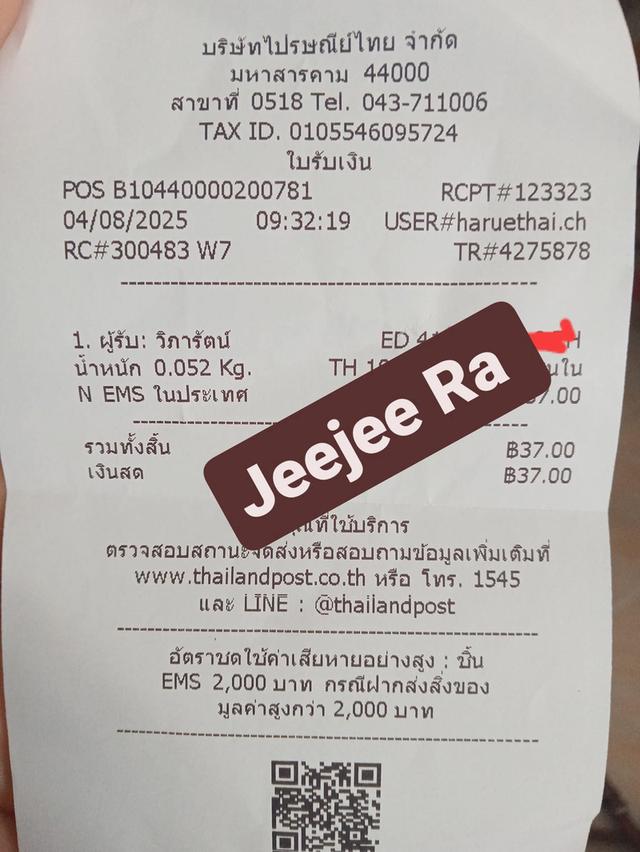 บริษัทไปรษณีย์ไทย จำกัด
มหาสารคาม 44000
สาขาที่ 0518 Tel. 043-711006
TAX ID. 0105546095724
ใบรับเงิน
POS B10440000200781 RCPT#123323
04/08/2025 09:32:19 USER#haruethai.ch
RC#300483 W7 TR#4275878
1. ผู้รับ: วิภารัตน์ ED
น้ำหนัก 0.052 Kg. TH
N EMS ในประเทศ
Jeejee Ra
รวมทั้งสิ้น ฿37.00
เงินสด ฿37.00
ที่ใช้บริการ
ตรวจสอบสถานะจัดส่งหรือสอบถามข้อมูลเพิ่มเติมที่
www.thailandpost.co.th หรือ โทร. 1545
และ LINE : @thailandpost
อัตราชดใช้ค่าเสียหายอย่างสูง : ชิ้น
EMS 2,000 บาท กรณีฝากส่งสิ่งของ
มูลค่าสูงกว่า 2,000 บาท